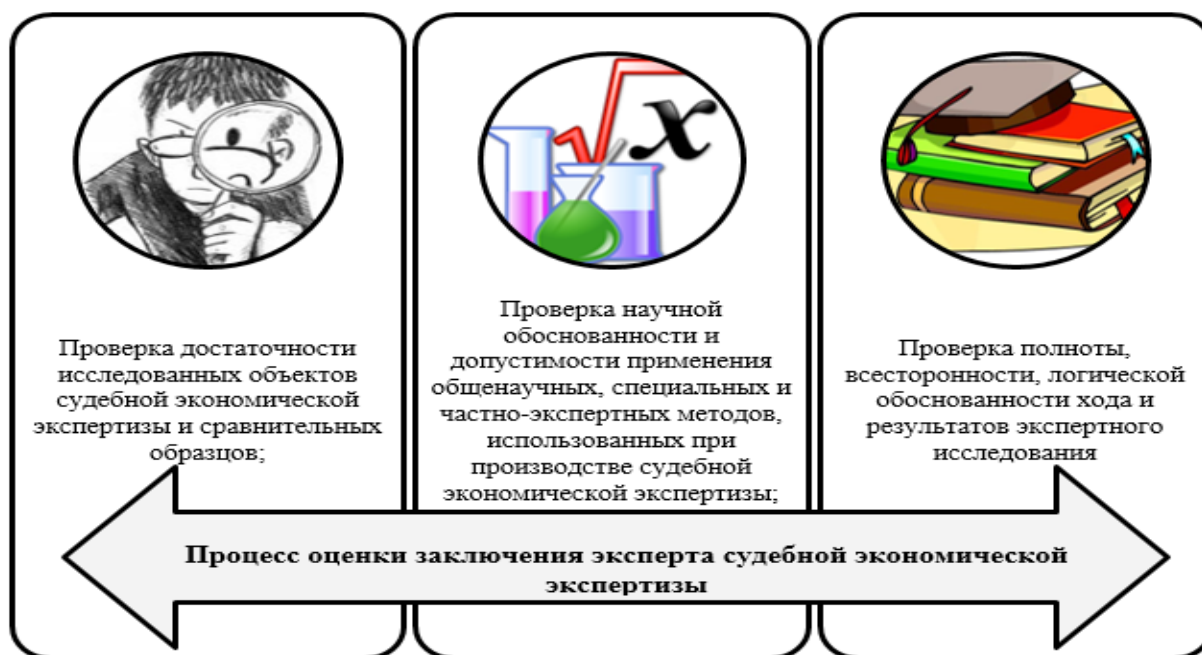 Проверка достаточности
исследованных объектов
судебной экономической
экспертизы и сравнительных
образцов;
Проверка научной
обоснованности и
допустимости применения
общенаучных, специальных и
частно-экспертных методов,
использованных при
производстве судебной
экономической экспертизы;
Проверка полноты,
всесторонности, логической
обоснованности хода и
результатов экспертного
исследования
Процесс оценки заключения эксперта судебной экономической
экспертизы